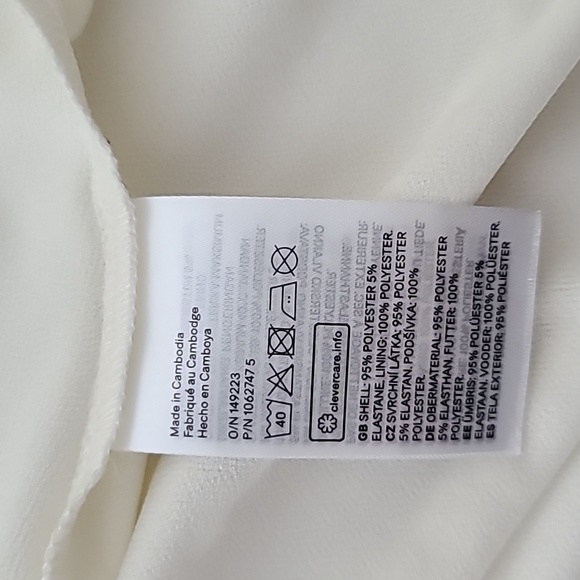 Made in Cambodia
Fabriqué au Cambodge
Hecho en Camboya
O/N 149223
P/N 10627475
40
clevercare.info
GB SHELL: 95% POLYESTER 5%
ELASTANE, LINING: 100% POLYESTER.
CZ SVRCHNÍ LÁTKA: 95% POLYESTER
5% ELASTAN, PODŠÍVKA: 100%
POLYESTER.
DE OBERMATERIAL: 95% POLYESTER
5% ELASTHAN, FUTTER: 100%
POLYESTER.
EE ÜMBRIS: 95% POLÜESTER 5%
ELASTAAN, VOODER: 100% POLÜESTER.
ES TELA EXTERIOR: 95% POLIÉSTER